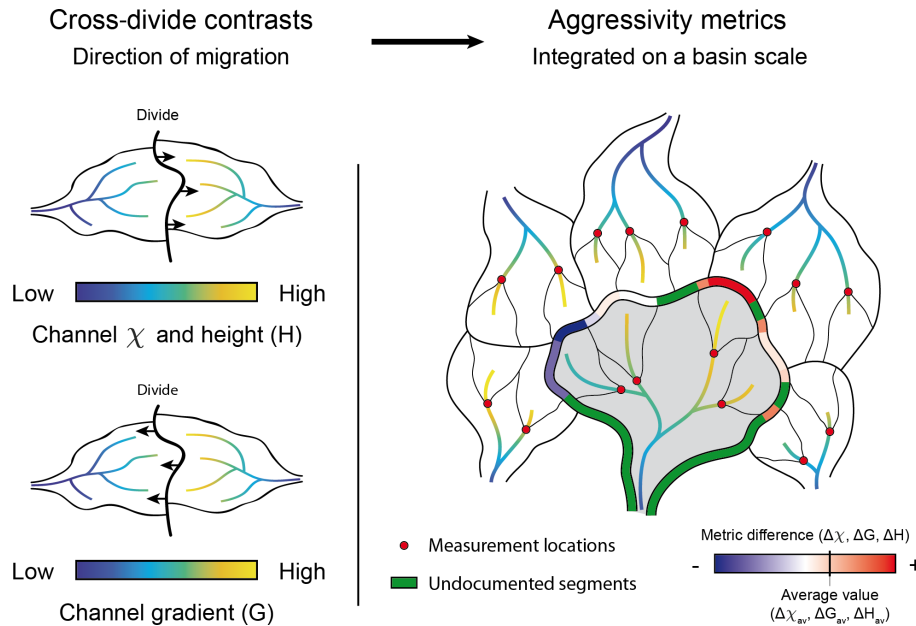 Cross-divide contrasts
Direction of migration
Aggressivity metrics
Integrated on a basin scale
Divide
Low
High
Channel χ and height (H)
Divide
Low
High
Channel gradient (G)
Measurement locations
Undocumented segments
Metric difference (Δχ, ΔG, ΔH)
- +
Average value
(Δχav, ΔGav, ΔHav)